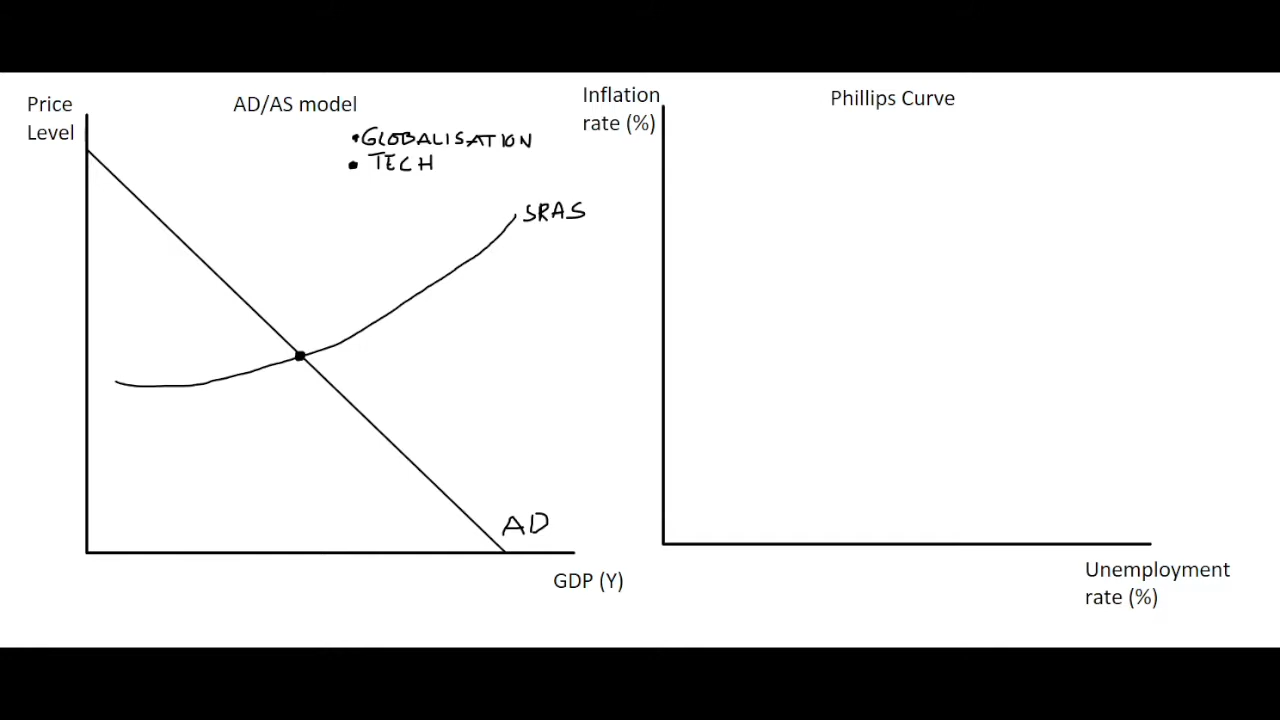 Price
Level
AD/AS model
•GLOBALISATION
• TECH
SRAS
AD
GDP (Y)
Inflation
rate (%)
Phillips Curve
Unemployment
rate (%)